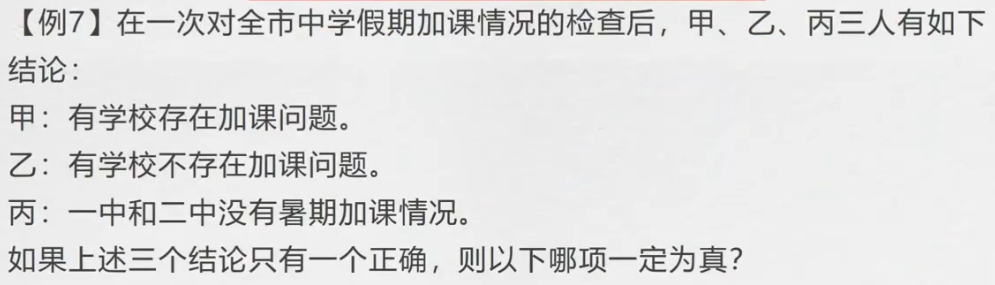 【例7】在一次对全市中学假期加课情况的检查后，甲、乙、丙三人有如下
结论：
甲：有学校存在加课问题。
乙：有学校不存在加课问题。
丙：一中和二中没有暑期加课情况。
如果上述三个结论只有一个正确，则以下哪项一定为真？